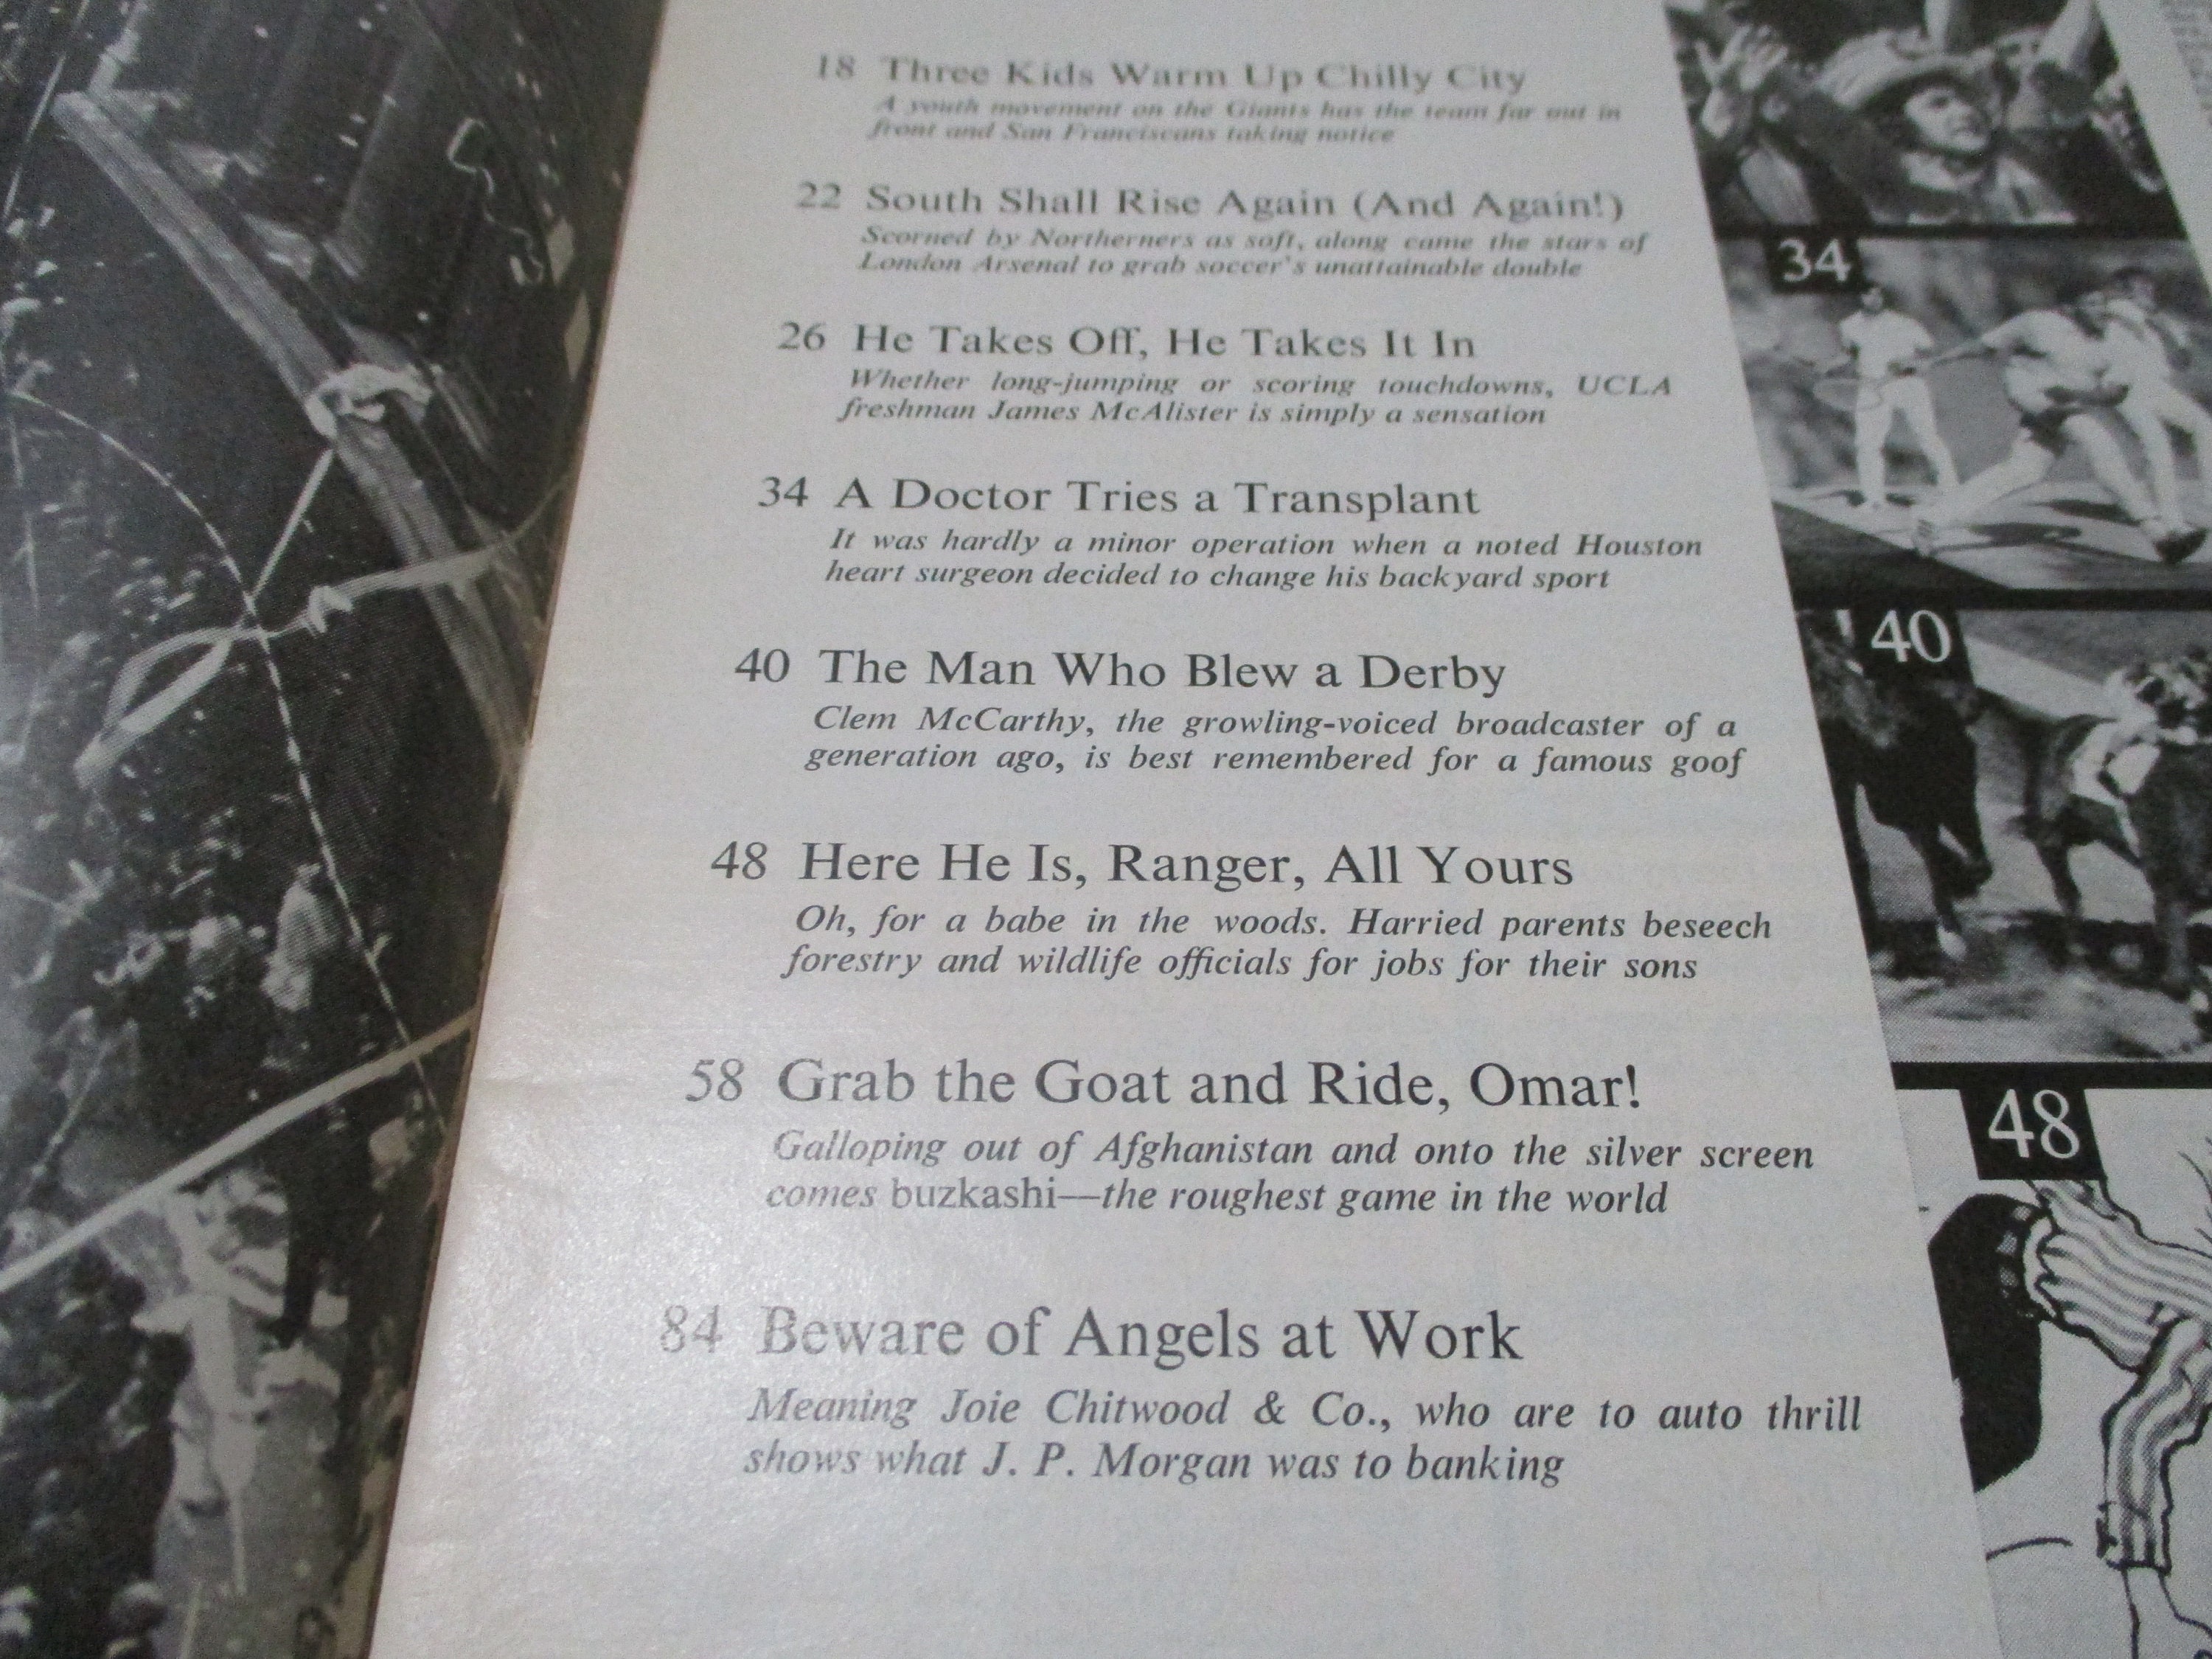 18 Three Kids Warm Up Chilly City
A youth movement on the Giants has the team far out in
front and San Franciscans taking notice
22 South Shall Rise Again (And Again!)
Scorned by Northerners as soft, along came the stars of
London Arsenal to grab soccer's unattainable double
26 He Takes Off, He Takes It In
Whether long-jumping or scoring touchdowns, UCLA
freshman James McAlister is simply a sensation
34 A Doctor Tries a Transplant
It was hardly a minor operation when a noted Houston
heart surgeon decided to change his backyard sport
40 The Man Who Blew a Derby
Clem McCarthy, the growling-voiced broadcaster of a
generation ago, is best remembered for a famous goof
48 Here He Is, Ranger, All Yours
Oh, for a babe in the woods. Harried parents beseech
forestry and wildlife officials for jobs for their sons
58 Grab the Goat and Ride, Omar!
Galloping out of Afghanistan and onto the silver screen
comes buzkashi—the roughest game in the world
84 Beware of Angels at Work
Meaning Joie Chitwood & Co., who are to auto thrill
shows what J. P. Morgan was to banking
34
40
48